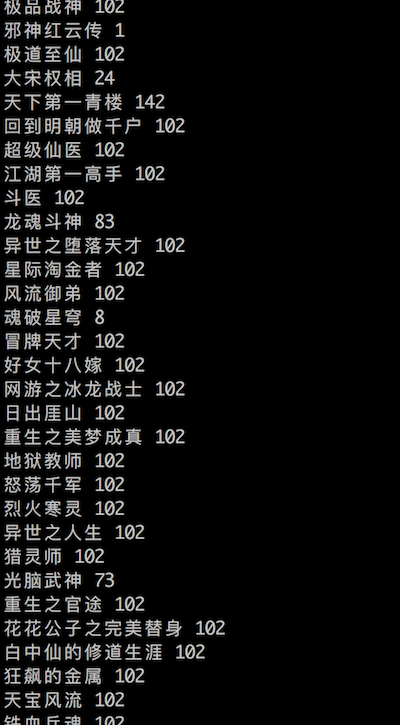 极品战神 102
邪神红云传 1
极道至仙 102
大宋权相 24
天下第一青楼 142
回到明朝做千户 102
超级仙医 102
江湖第一高手 102
斗医 102
龙魂斗神 83
异世之堕落天才 102
星际淘金者 102
风流御弟 102
魂破星穹 8
冒牌天才 102
好女十八嫁 102
网游之冰龙战士 102
日出厓山 102
重生之美梦成真 102
地狱教师 102
怒荡千军 102
烈火寒灵 102
异世之人生 102
猎灵师 102
光脑武神 73
重生之官途 102
花花公子之完美替身 102
白中仙的修道生涯 102
狂飙的金属 102
天宝风流 102
铁血兵魂 102